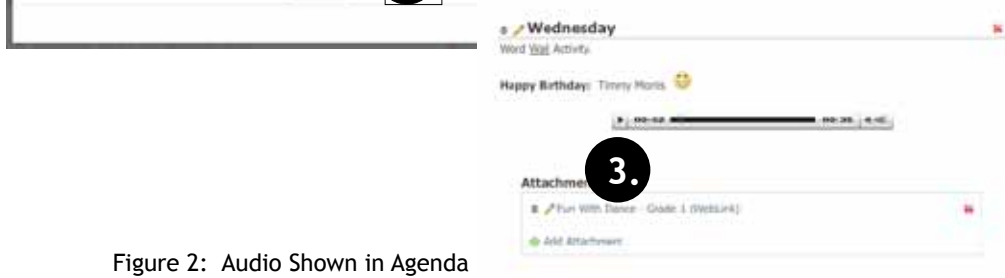 Wednesday
Word Wall Activity.
Happy Birthday: Timmy Morris
3.
Attachme
Fun With Dance - Grade 1 (WebLink)
Add Attachment
Figure 2: Audio Shown in Agenda